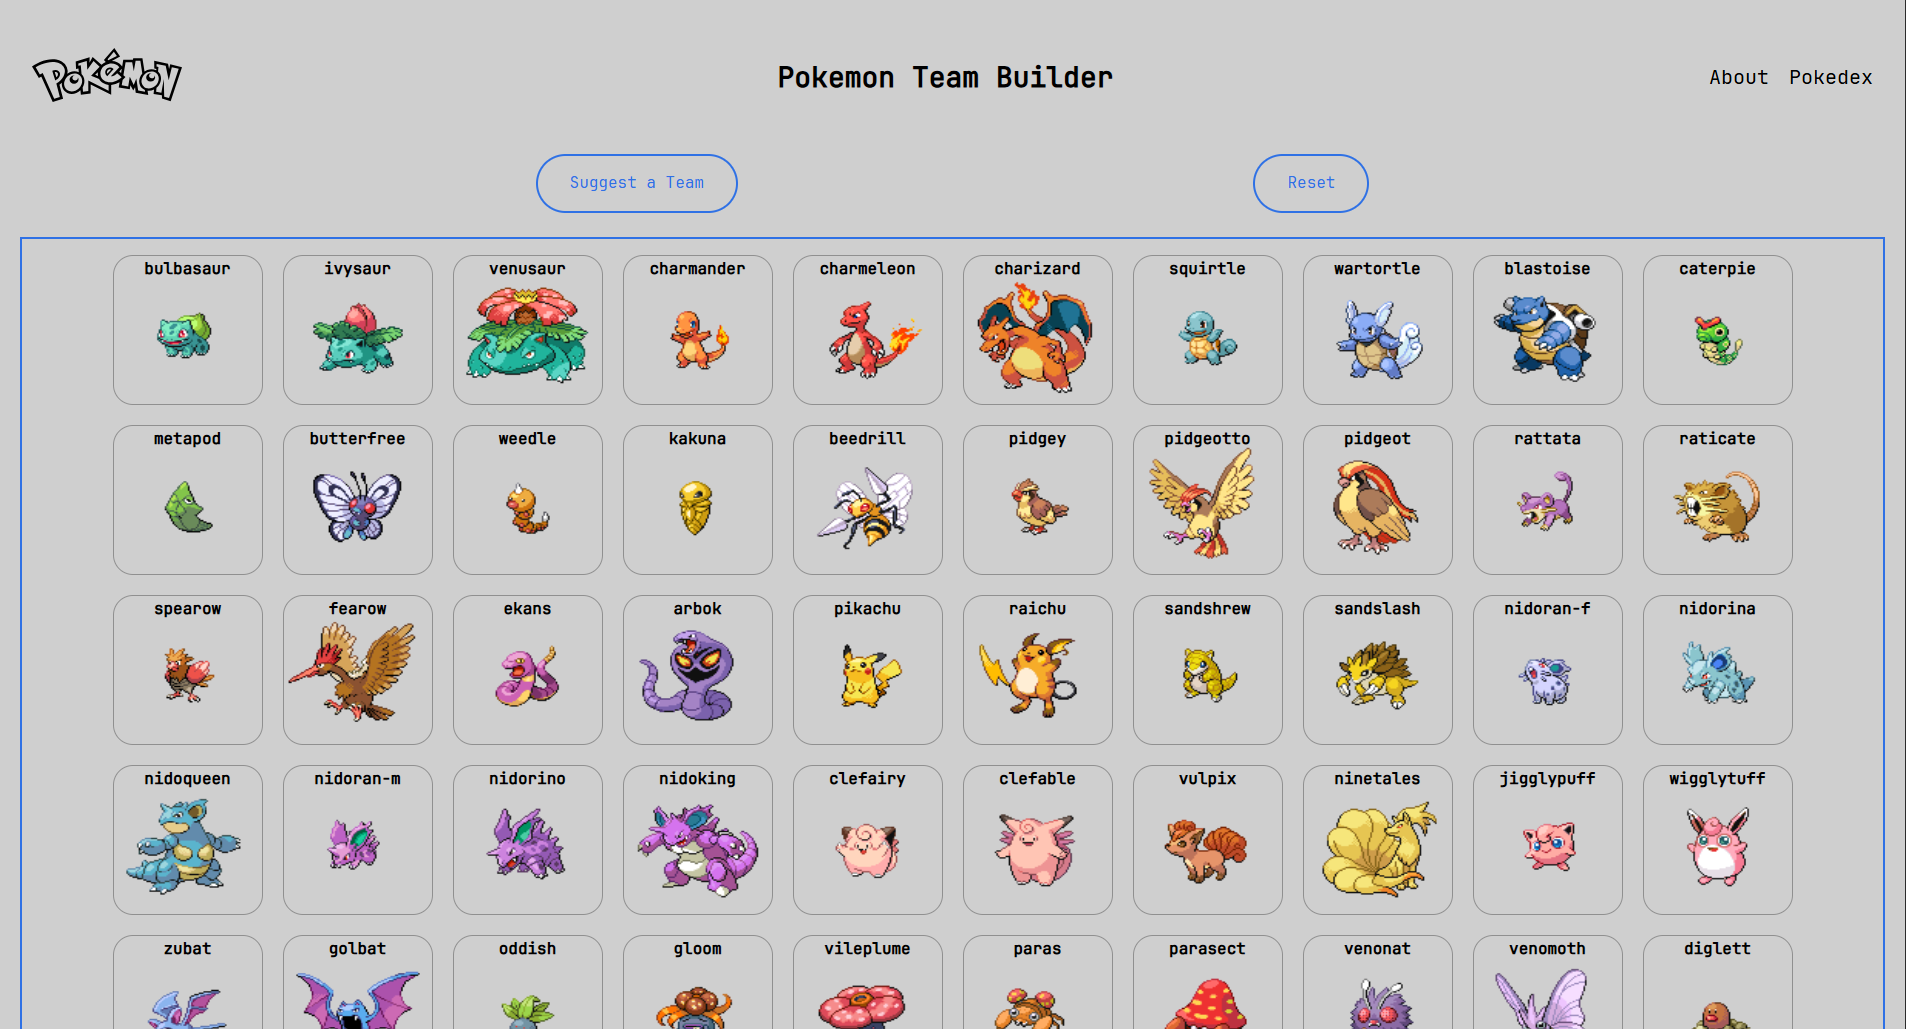 Pokémon
Pokemon Team Builder
About Pokedex
Suggest a Team
Reset
bulbasaur ivysaur venusaur charmander charmeleon charizard squirtle wartortle blastoise caterpie
metapod butterfree weedle kakuna beedrill pidgey pidgeotto pidgeot rattata raticate
spearow fearow ekans arbok pikachu raichu sandshrew sandslash nidoran-f nidorina
nidoqueen nidoran-m nidorino nidoking clefairy clefable vulpix ninetales jigglypuff wigglytuff
zubat golbat oddish gloom vileplume paras parasect venonat venomoth diglett